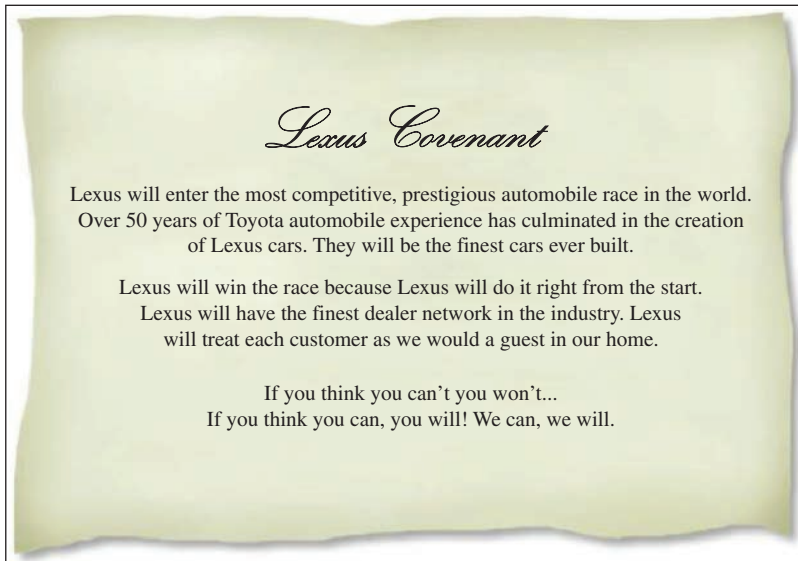 Lexus Covenant
Lexus will enter the most competitive, prestigious automobile race in the world.
Over 50 years of Toyota automobile experience has culminated in the creation
of Lexus cars. They will be the finest cars ever built.
Lexus will win the race because Lexus will do it right from the start.
Lexus will have the finest dealer network in the industry. Lexus
will treat each customer as we would a guest in our home.
If you think you can’t you won’t...
If you think you can, you will! We can, we will.